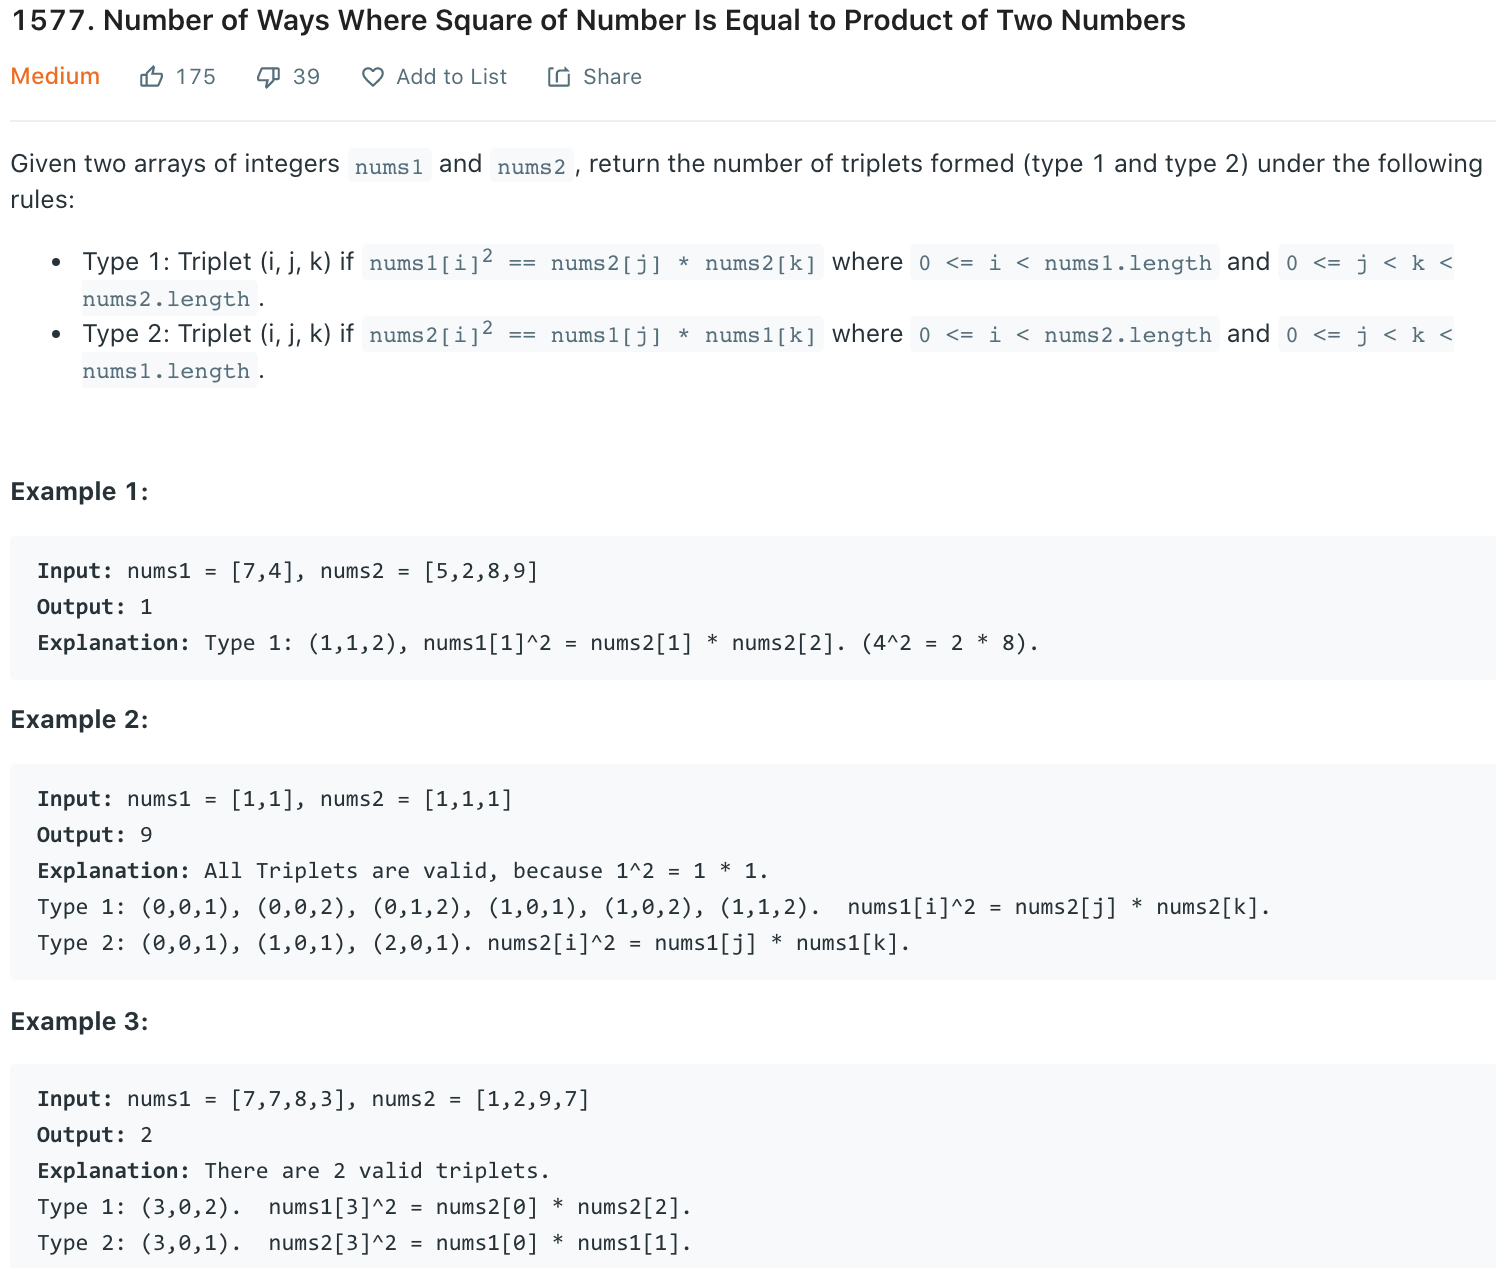 1577. Number of Ways Where Square of Number Is Equal to Product of Two Numbers
Medium 175 39 Add to List Share
Given two arrays of integers nums1 and nums2 , return the number of triplets formed (type 1 and type 2) under the following
rules:
• Type 1: Triplet (i, j, k) if nums1[i]² == nums2[j] * nums2[k] where 0 <= i < nums1.length and 0 <= j < k <
nums2.length .
• Type 2: Triplet (i, j, k) if nums2[i]² == nums1[j] * nums1[k] where 0 <= i < nums2.length and 0 <= j < k <
nums1.length .
Example 1:
Input: nums1 = [7,4], nums2 = [5,2,8,9]
Output: 1
Explanation: Type 1: (1,1,2), nums1[1]^2 = nums2[1] * nums2[2]. (4^2 = 2 * 8).
Example 2:
Input: nums1 = [1,1], nums2 = [1,1,1]
Output: 9
Explanation: All Triplets are valid, because 1^2 = 1 * 1.
Type 1: (0,0,1), (0,0,2), (0,1,2), (1,0,1), (1,0,2), (1,1,2).  nums1[i]^2 = nums2[j] * nums2[k].
Type 2: (0,0,1), (1,0,1), (2,0,1). nums2[i]^2 = nums1[j] * nums1[k].
Example 3:
Input: nums1 = [7,7,8,3], nums2 = [1,2,9,7]
Output: 2
Explanation: There are 2 valid triplets.
Type 1: (3,0,2).  nums1[3]^2 = nums2[0] * nums2[2].
Type 2: (3,0,1).  nums2[3]^2 = nums1[0] * nums1[1].